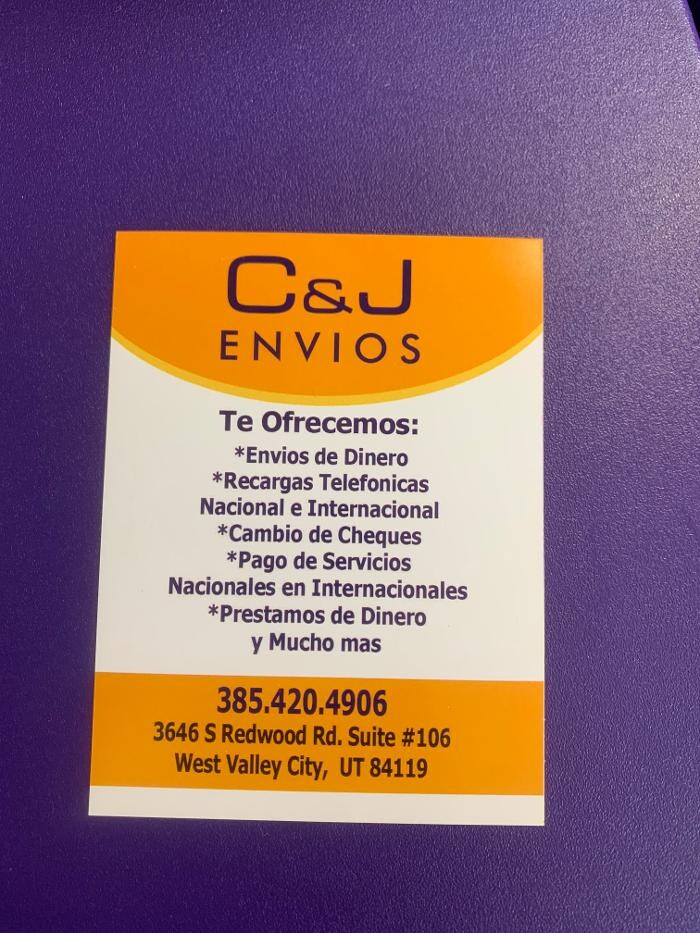 C&J
ENVIOS
Te Ofrecemos:
*Envios de Dinero
*Recargas Telefonicas
Nacional e Internacional
*Cambio de Cheques
*Pago de Servicios
Nacionales en Internacionales
*Prestamos de Dinero
y Mucho mas
385.420.4906
3646 S Redwood Rd. Suite #106
West Valley City, UT 84119